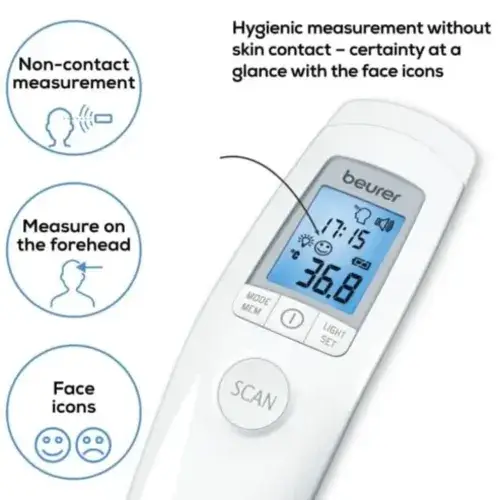 Non-contact
measurement
Hygienic measurement without
skin contact – certainty at a
glance with the face icons
Measure on
the forehead
Face
icons
beurer
17:15
°C
36.8
MODE
MEM
LIGHT
SET
SCAN